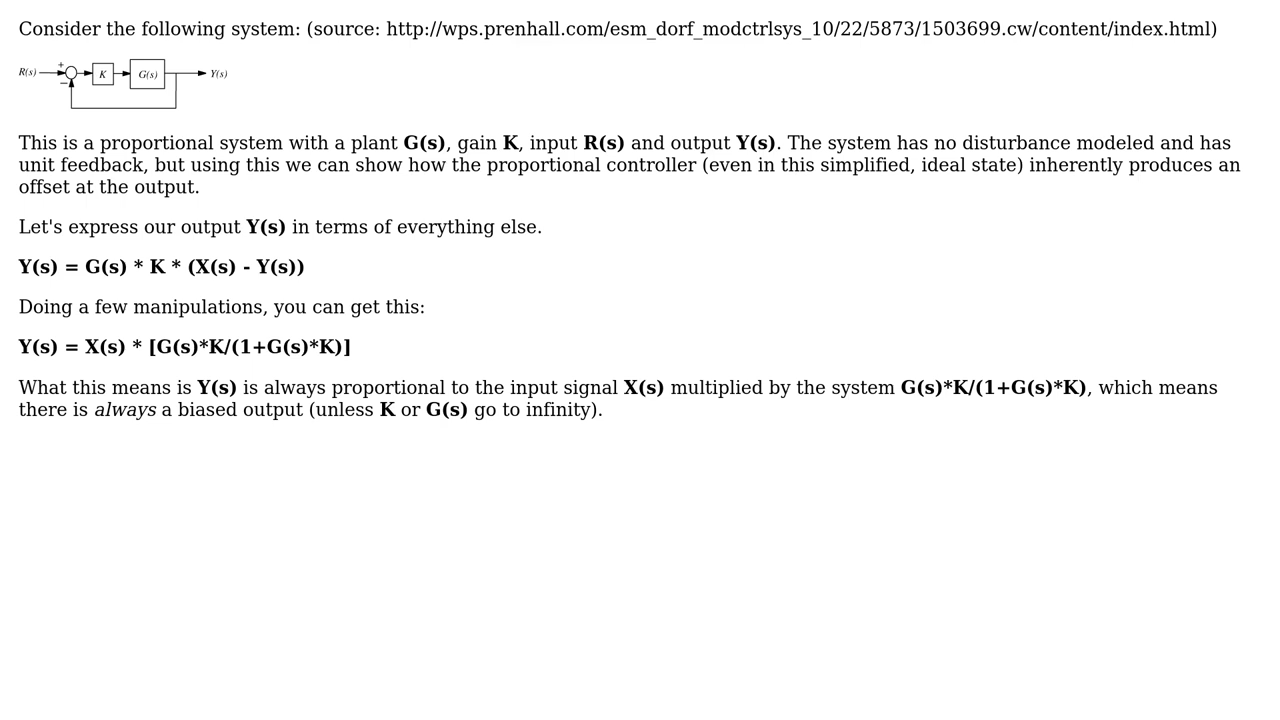 Consider the following system: (source: http://wps.prenhall.com/esm_dorf_modctrlsys_10/22/5873/1503699.cw/content/index.html)
R(s) + − K G(s) Y(s)
This is a proportional system with a plant G(s), gain K, input R(s) and output Y(s). The system has no disturbance modeled and has
unit feedback, but using this we can show how the proportional controller (even in this simplified, ideal state) inherently produces an
offset at the output.
Let's express our output Y(s) in terms of everything else.
Y(s) = G(s) * K * (X(s) - Y(s))
Doing a few manipulations, you can get this:
Y(s) = X(s) * [G(s)*K/(1+G(s)*K)]
What this means is Y(s) is always proportional to the input signal X(s) multiplied by the system G(s)*K/(1+G(s)*K), which means
there is always a biased output (unless K or G(s) go to infinity).